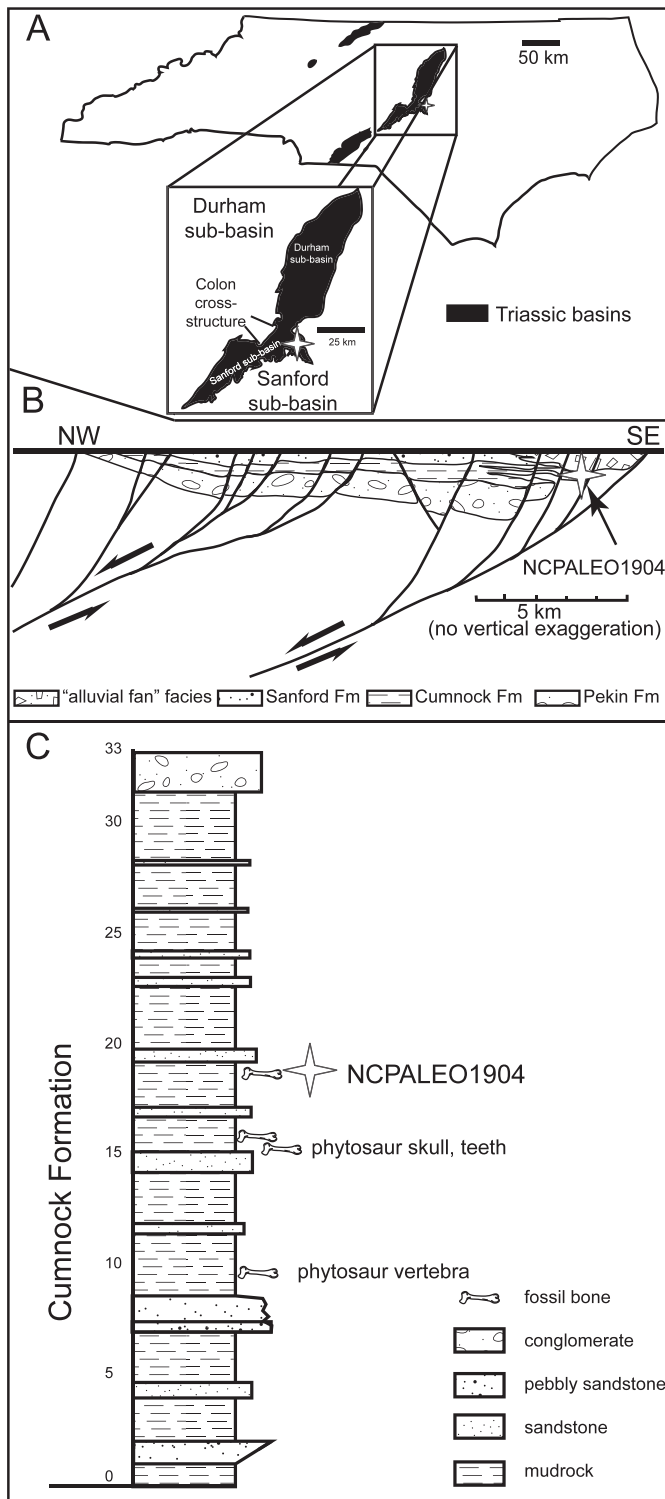 A
50 km
Durham
sub-basin
Durham
sub-basin
Colon
cross-
structure
25 km
Sanford sub-basin
Sanford
sub-basin
Triassic basins
B
NW
SE
NCPALEO1904
5 km
(no vertical exaggeration)
“alluvial fan” facies
Sanford Fm
Cumnock Fm
Pekin Fm
C
33
30
25
20
NCPALEO1904
phytosaur skull, teeth
15
10
phytosaur vertebra
5
0
Cumnock Formation
fossil bone
conglomerate
pebbly sandstone
sandstone
mudrock